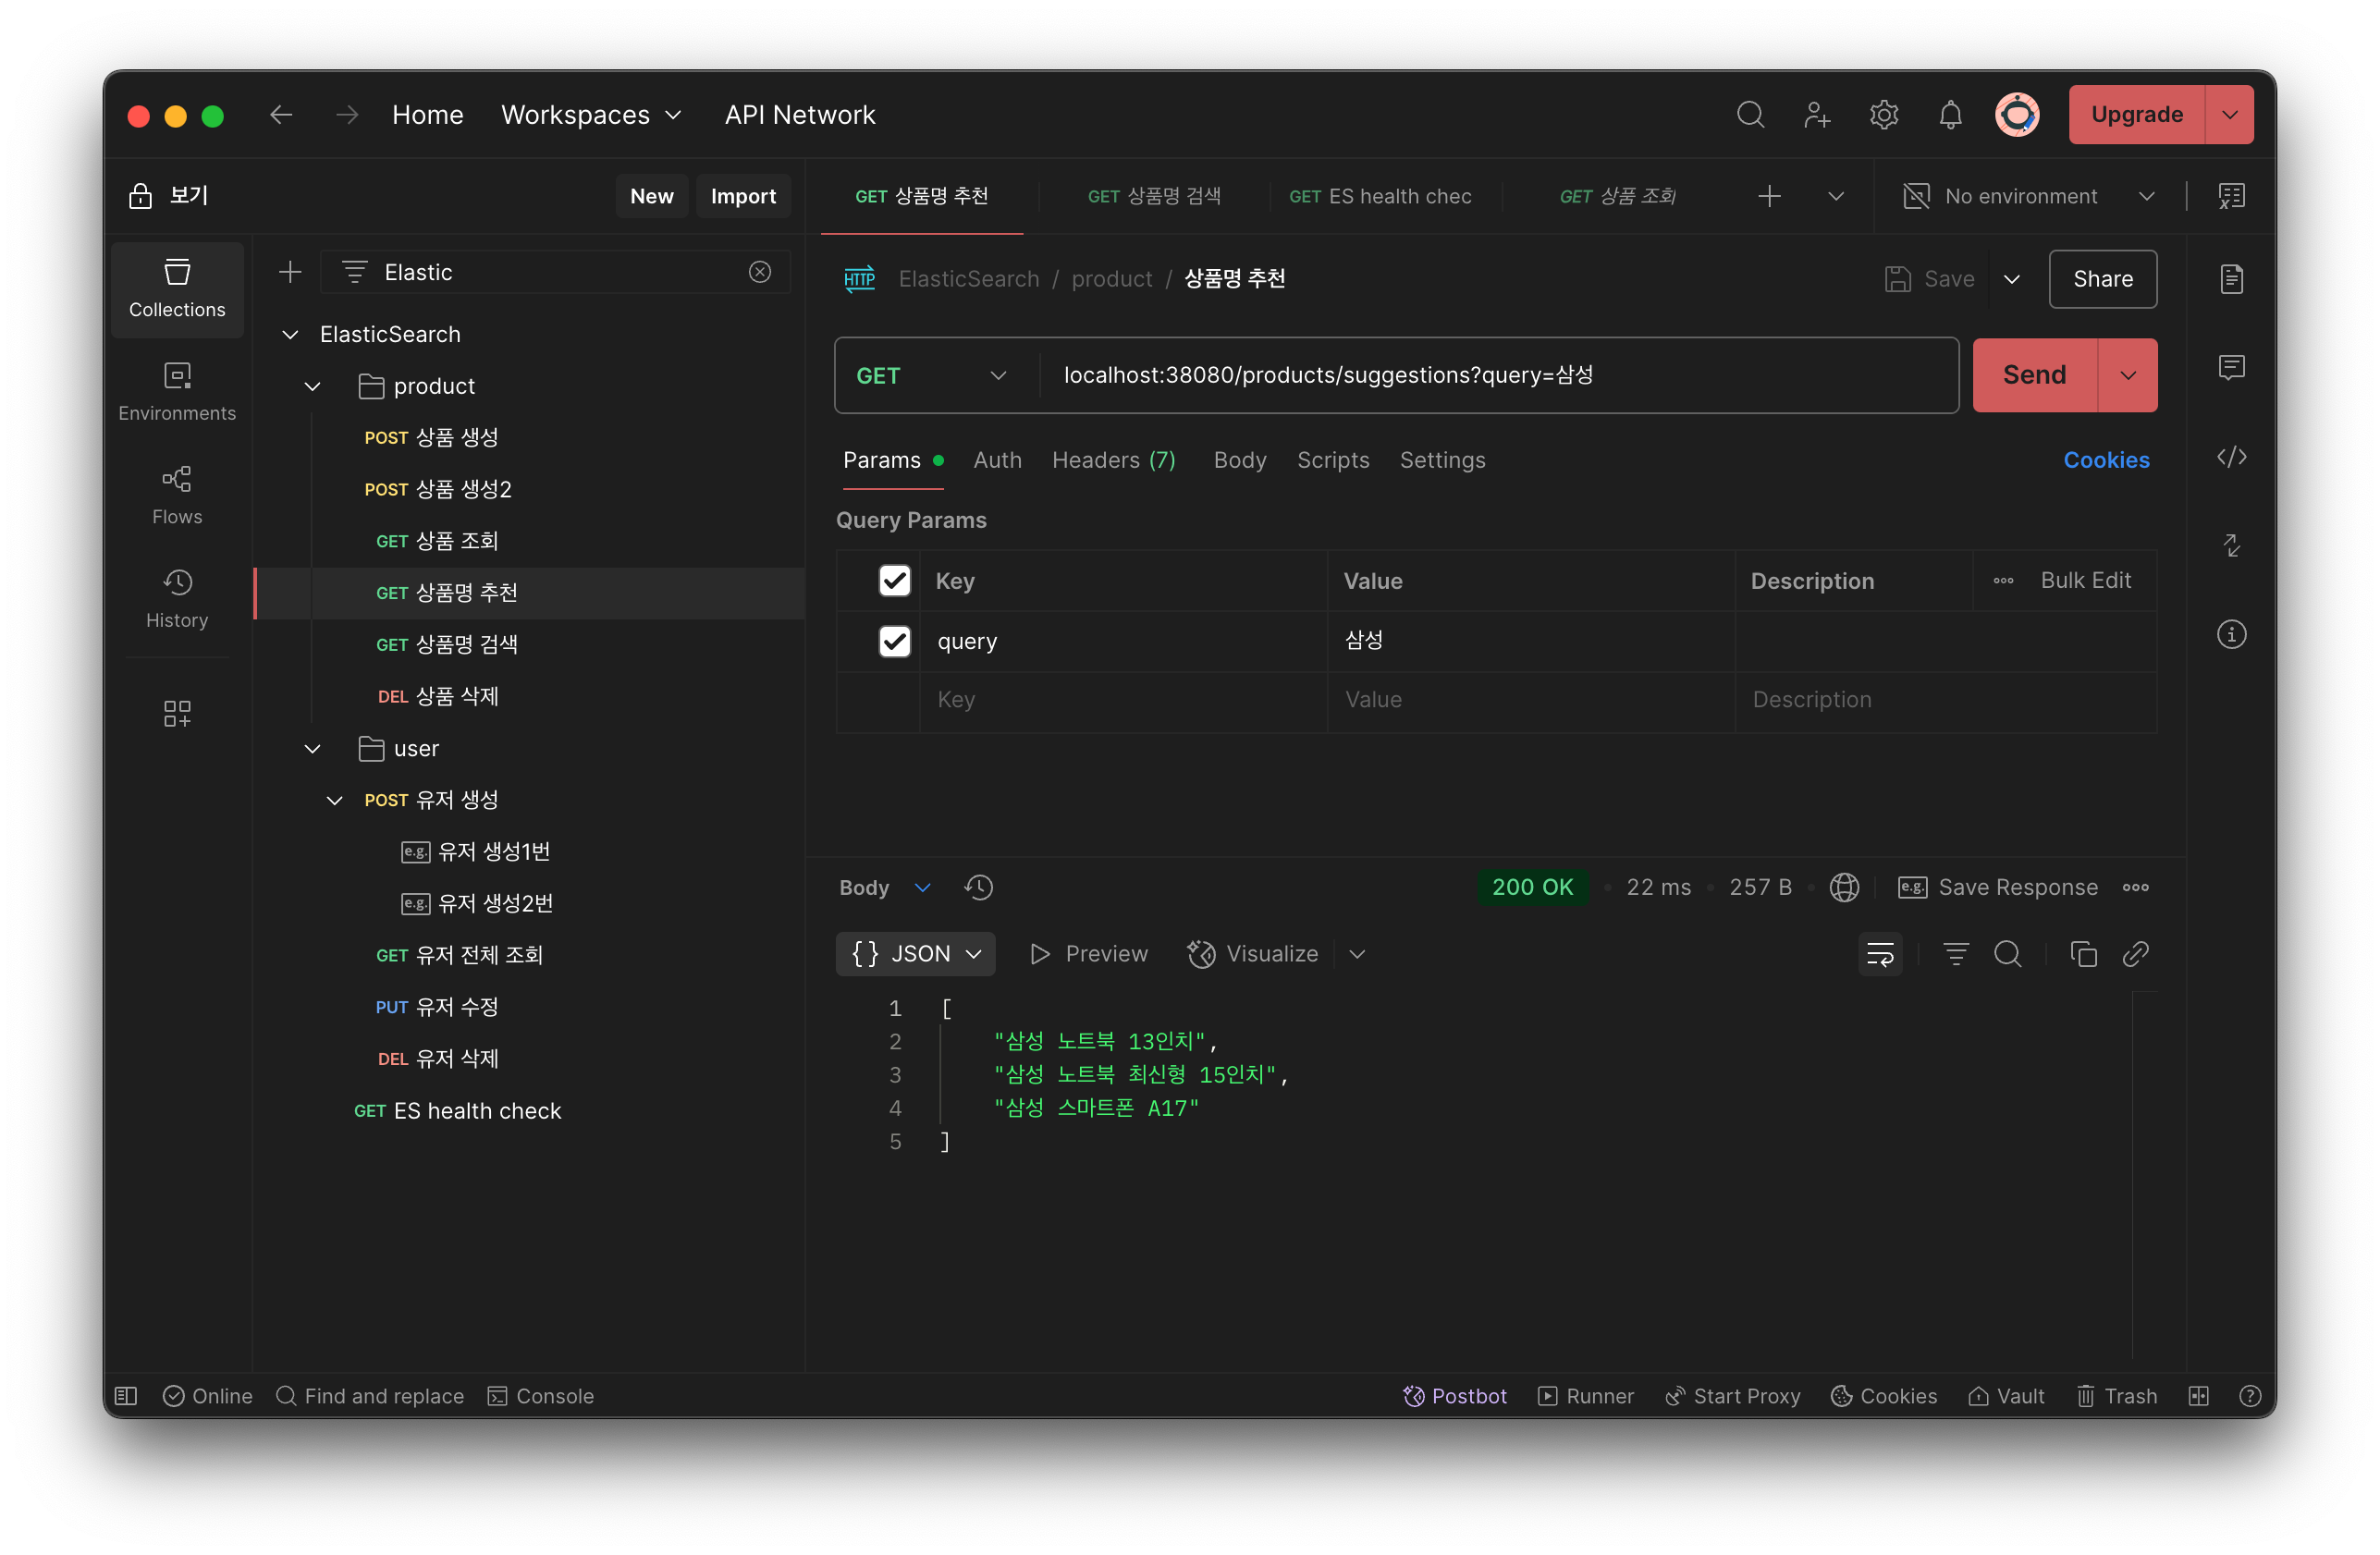 Home Workspaces API Network Upgrade
보기 New Import
GET 상품명 추천 GET 상품명 검색 GET ES health chec GET 상품 조회 No environment
Collections
Environments
Flows
History
Elastic
ElasticSearch
product
POST 상품 생성
POST 상품 생성2
GET 상품 조회
GET 상품명 추천
GET 상품명 검색
DEL 상품 삭제
user
POST 유저 생성
e.g. 유저 생성1번
e.g. 유저 생성2번
GET 유저 전체 조회
PUT 유저 수정
DEL 유저 삭제
GET ES health check
HTTP ElasticSearch / product / 상품명 추천 Save Share
GET localhost:38080/products/suggestions?query=삼성 Send
Params Auth Headers (7) Body Scripts Settings Cookies
Query Params
Key Value Description Bulk Edit
query 삼성
Key Value Description
Body 200 OK 22 ms 257 B e.g. Save Response
{} JSON Preview Visualize
1 [
2 "삼성 노트북 13인치",
3 "삼성 노트북 최신형 15인치",
4 "삼성 스마트폰 A17"
5 ]
Online Find and replace Console Postbot Runner Start Proxy Cookies Vault Trash